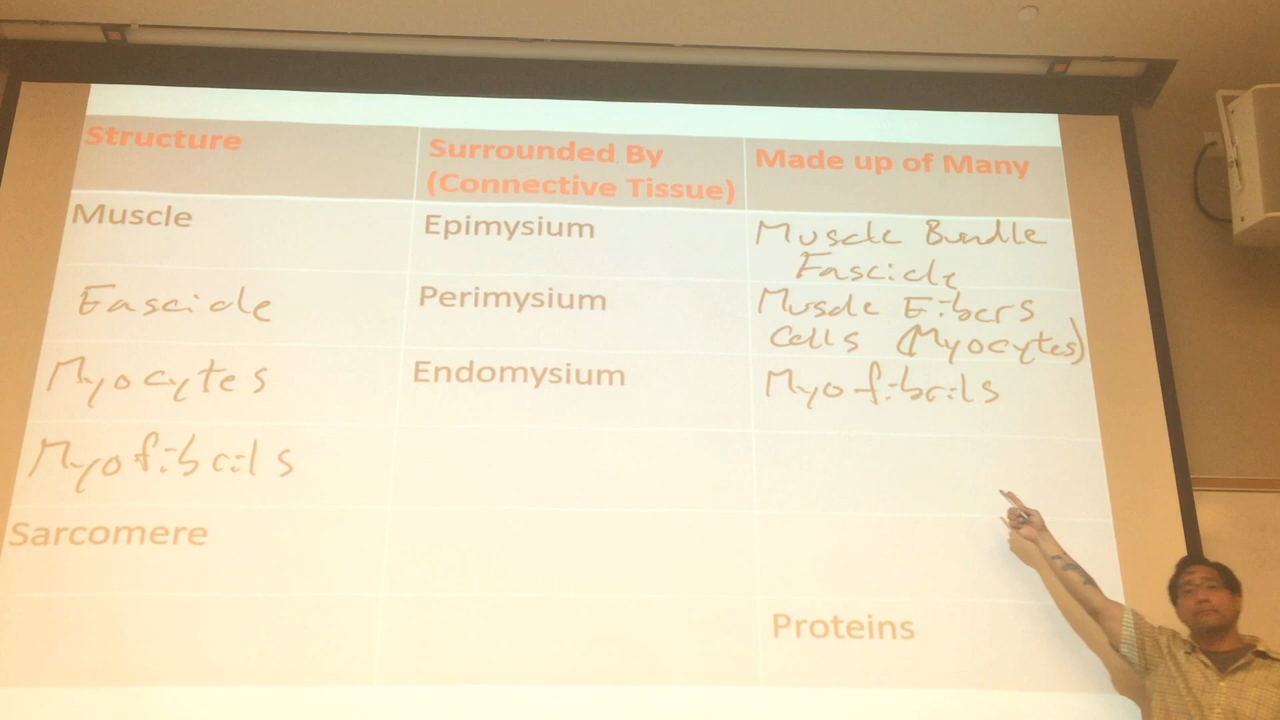 Structure
Surrounded By
(Connective Tissue)
Made up of Many
Muscle
Epimysium
Muscle Bundle
Fascicle
Fascicle
Perimysium
Muscle Fibers
Cells (Myocytes)
Myocytes
Endomysium
Myofibrils
Myofibrils
Sarcomere
Proteins